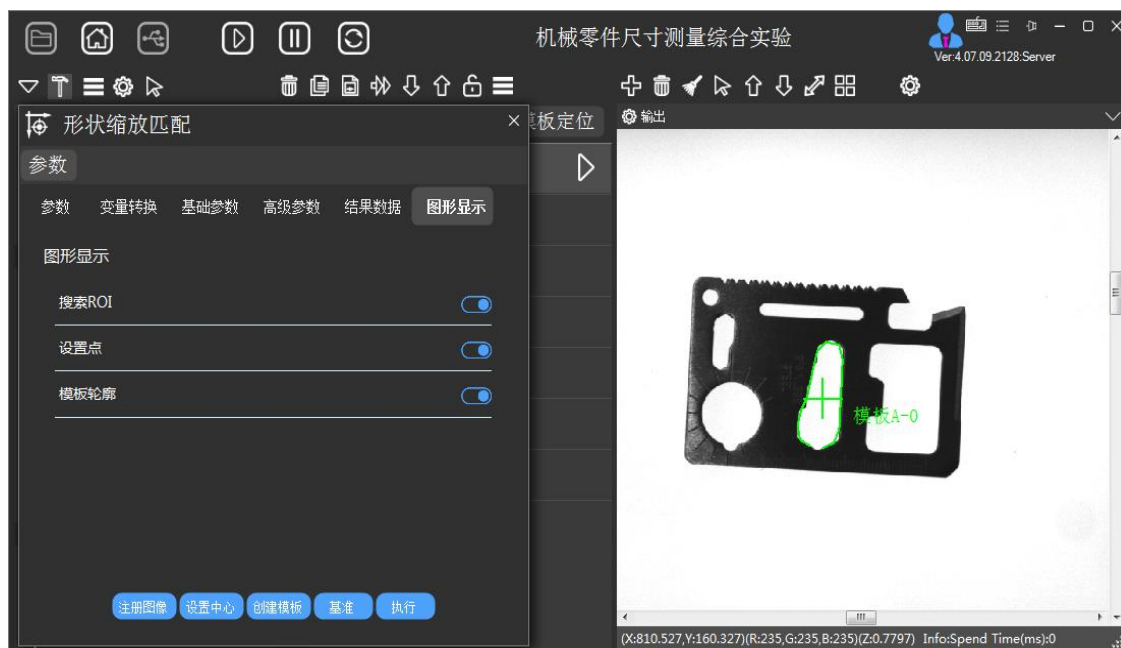 机械零件尺寸测量综合实验
Ver:4.07.09.2128:Server
形状缩放匹配
板定位
输出
参数
参数 变量转换 基础参数 高级参数 结果数据 图形显示
图形显示
搜索ROI
设置点
模板轮廓
模板A-0
注册图像 设置中心 创建模板 基准 执行
(X:810.527,Y:160.327)(R:235,G:235,B:235)(Z:0.7797) Info:Spend Time(ms):0